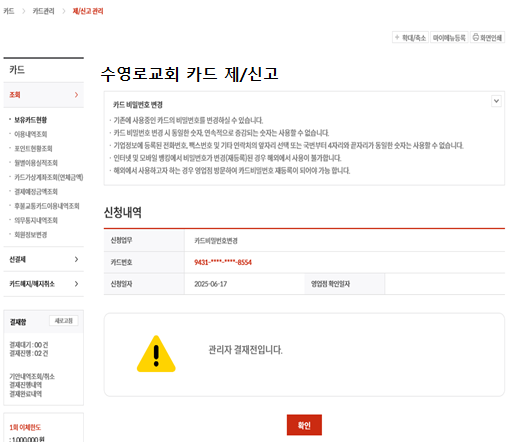 카드 > 카드관리 > 제/신고 관리
+ 확대/축소 마이메뉴등록 화면인쇄
카드
조회
보유카드현황
이용내역조회
포인트현황조회
월별이용실적조회
카드가상계좌조회(연체금액)
결제예정금액조회
후불교통카드이용내역조회
의무통지내역조회
회원정보변경
선결제
카드해지/해지취소
결재함 새로고침
결재대기 : 00 건
결재진행 : 02 건
기안내역조회/취소
결재진행내역
결재완료내역
1회 이체한도
: 1,000,000 원
수영로교회 카드 제/신고
카드 비밀번호 변경
기존에 사용중인 카드의 비밀번호를 변경하실 수 있습니다.
카드 비밀번호 변경 시 동일한 숫자, 연속적으로 증감되는 숫자는 사용할 수 없습니다.
기업정보에 등록된 전화번호, 팩스번호 및 기타 연락처의 앞자리 선택 또는 국번부터 4자리와 끝자리가 동일한 숫자는 사용할 수 없습니다.
인터넷 및 모바일 뱅킹에서 비밀번호가 변경(재등록)된 경우 해외에서 사용이 불가합니다.
해외에서 사용하고자 하는 경우 영업점 방문하여 카드비밀번호 재등록이 되어야 가능 합니다.
신청내역
신청업무 카드비밀번호변경
카드번호 9431-****-****-8554
신청일자 2025-06-17 영업점 확인일자
관리자 결재전입니다.
확인